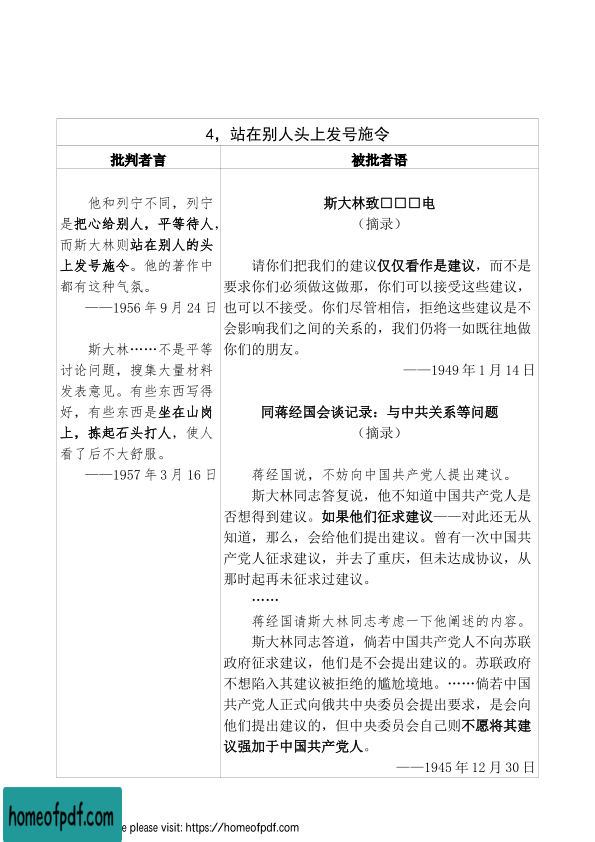 4，站在别人头上发号施令
批判者言
被批者语
他和列宁不同，列宁
是把心给别人，平等待人，
而斯大林则站在别人的头
上发号施令。他的著作中
都有这种气氛。
——1956 年 9 月 24 日
斯大林……不是平等
讨论问题，搜集大量材料
发表意见。有些东西写得
好，有些东西是坐在山岗
上，拣起石头打人，使人
看了后不大舒服。
——1957 年 3 月 16 日
斯大林致□□□电
（摘录）
请你们把我们的建议仅仅看作是建议，而不是
要求你们必须做这做那，你们可以接受这些建议，
也可以不接受。你们尽管相信，拒绝这些建议是不
会影响我们之间的关系的，我们仍将一如既往地做
你们的朋友。
——1949 年 1 月 14 日
同蒋经国会谈记录：与中共关系等问题
（摘录）
蒋经国说，不妨向中国共产党人提出建议。
斯大林同志答复说，他不知道中国共产党人是
否想得到建议。如果他们征求建议——对此还无从
知道，那么，会给他们提出建议。曾有一次中国共
产党人征求建议，并去了重庆，但未达成协议，从
那时起再未征求过建议。
……
蒋经国请斯大林同志考虑一下他阐述的内容。
斯大林同志答道，倘若中国共产党人不向苏联
政府征求建议，他们是不会提出建议的。苏联政府
不想陷入其建议被拒绝的尴尬境地。……倘若中国
共产党人正式向俄共中央委员会提出要求，是会向
他们提出建议的，但中央委员会自己则不愿将其建
议强加于中国共产党人。
——1945 年 12 月 30 日
homeofpdf.com
e please visit: https://homeofpdf.com